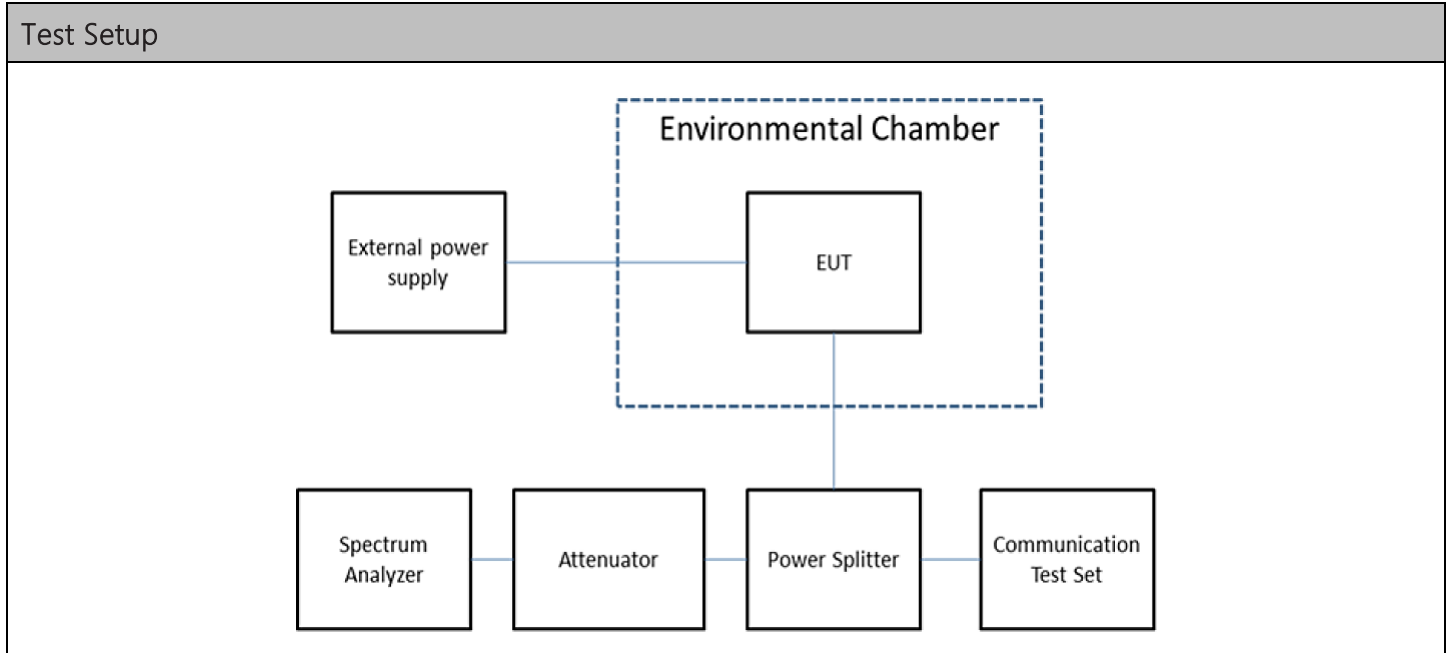 Test Setup
Environmental Chamber
External power
supply
EUT
Spectrum
Analyzer
Attenuator
Power Splitter
Communication
Test Set